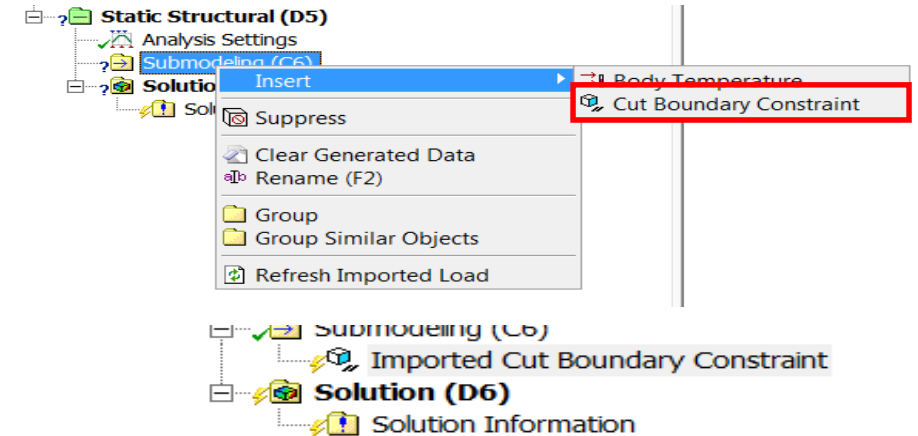 Static Structural (D5)
Analysis Settings
Submodeling (C6)
Insert
Body Temperature
Cut Boundary Constraint
Solutio
Sol
Suppress
Clear Generated Data
Rename (F2)
Group
Group Similar Objects
Refresh Imported Load
Submodeling (C6)
Imported Cut Boundary Constraint
Solution (D6)
Solution Information